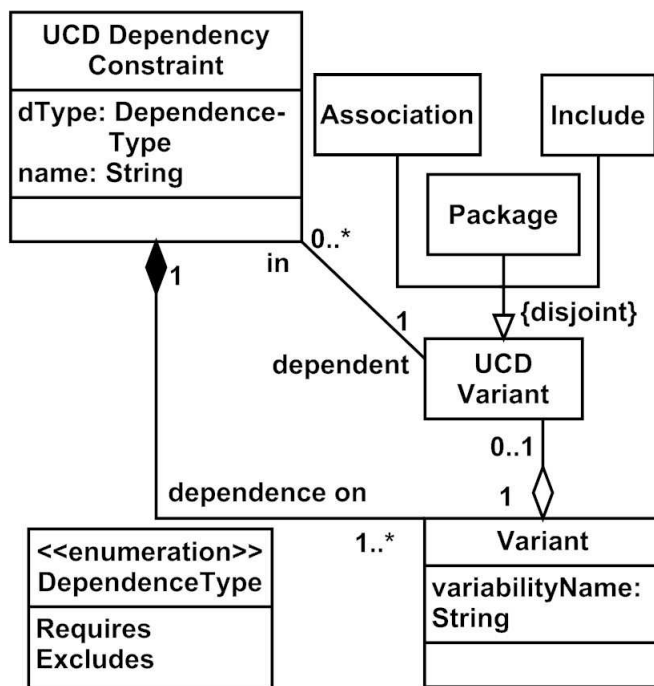 UCD Dependency
Constraint
dType: Dependence-
Type
name: String
Association
Include
Package
0..*
in
1
{disjoint}
1
dependent
UCD
Variant
0..1
1
dependence on
1..*
Variant
variabilityName:
String
<<enumeration>>
DependenceType
Requires
Excludes